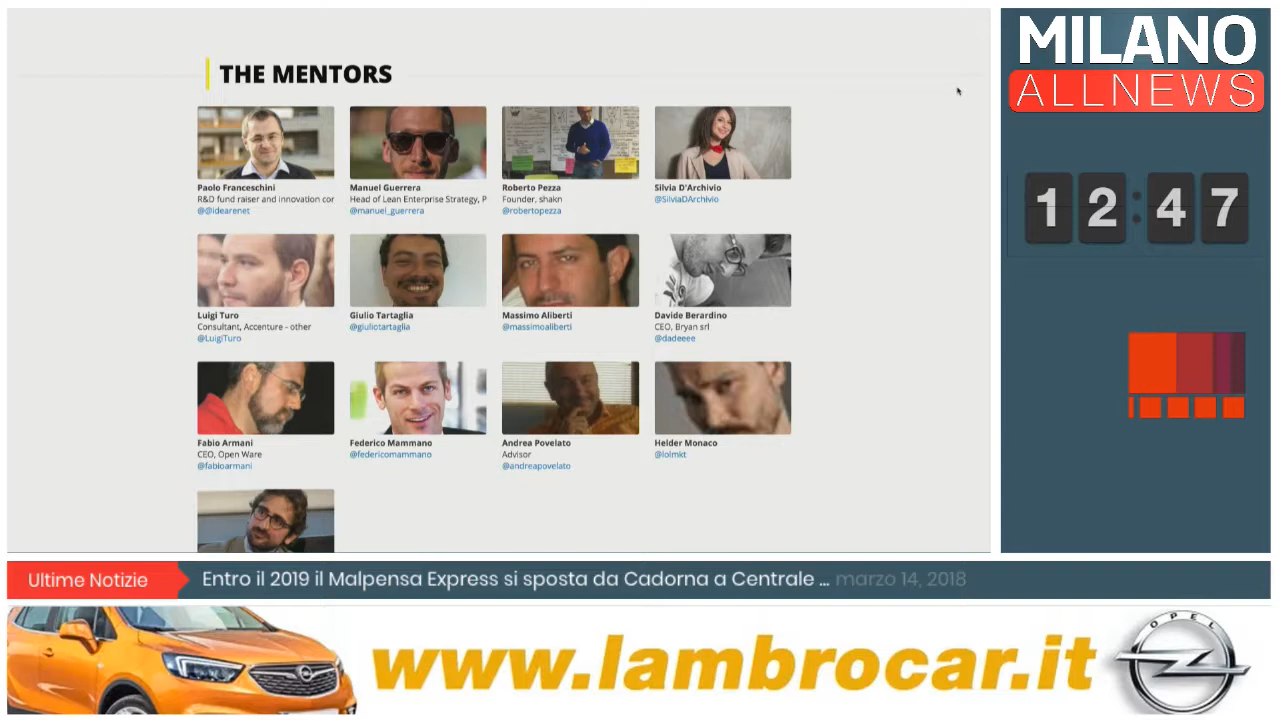 THE MENTORS
Paolo Franceschini
R&D fund raiser and innovation cor
@@idearenet
Manuel Guerrera
Head of Lean Enterprise Strategy, P
@manuel_guerrera
Roberto Pezza
Founder, shakn
@robertopezza
Silvia D'Archivio
@SilviaDArchivio
Luigi Turo
Consultant, Accenture - other
@LuigiTuro
Giulio Tartaglia
@giuliotartaglia
Massimo Aliberti
@massimoaliberti
Davide Berardino
CEO, Bryan srl
@dadeeee
Fabio Armani
CEO, Open Ware
@fabioarmani
Federico Mammano
@federicomammano
Andrea Povelato
Advisor
@andreapovelato
Helder Monaco
@lolmkt
MILANO
ALLNEWS
12:47
Ultime Notizie
Entro il 2019 il Malpensa Express si sposta da Cadorna a Centrale ... marzo 14, 2018
www.lambrocar.it
OPEL